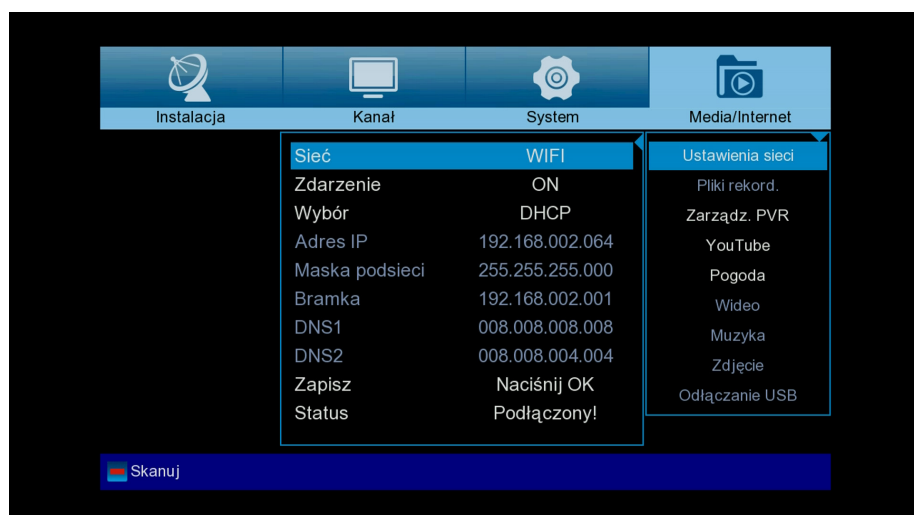 Instalacja
Kanał
System
Media/Internet
Sieć WIFI
Zdarzenie ON
Wybór DHCP
Adres IP 192.168.002.064
Maska podsieci 255.255.255.000
Bramka 192.168.002.001
DNS1 008.008.008.008
DNS2 008.008.004.004
Zapisz Naciśnij OK
Status Podłączony!
Ustawienia sieci
Pliki rekord.
Zarządz. PVR
YouTube
Pogoda
Wideo
Muzyka
Zdjęcie
Odłączanie USB
Skanuj